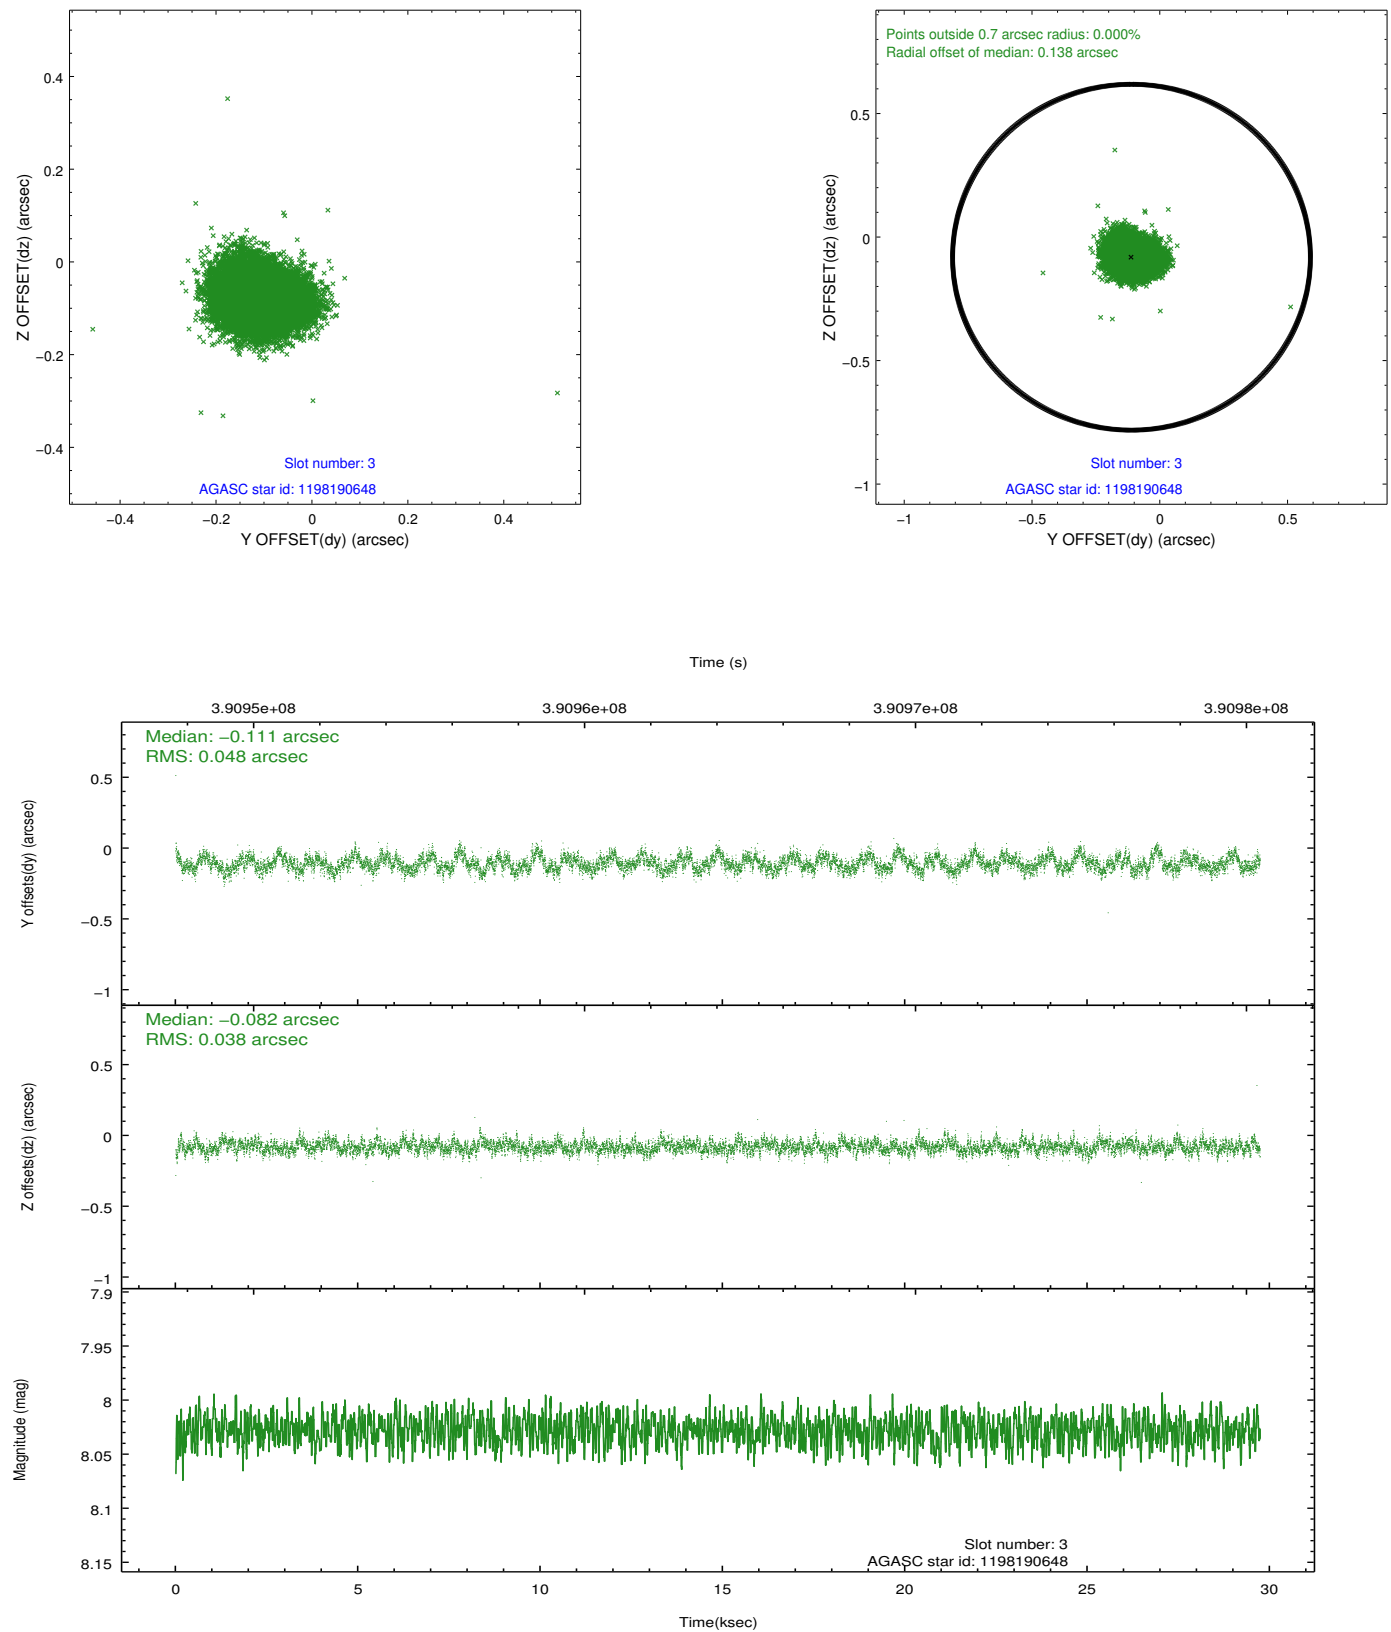 Points outside 0.7 arcsec radius: 0.000%
Radial offset of median: 0.138 arcsec
0.4
0.2
0
−0.2
−0.4
Z OFFSET(dz) (arcsec)
Slot number: 3
AGASC star id: 1198190648
−0.4
−0.2
0
0.2
0.4
Y OFFSET(dy) (arcsec)
0.5
0
−0.5
−1
Z OFFSET(dz) (arcsec)
Slot number: 3
AGASC star id: 1198190648
−1
−0.5
0
0.5
Y OFFSET(dy) (arcsec)
Time (s)
3.9095e+08
3.9096e+08
3.9097e+08
3.9098e+08
Median: −0.111 arcsec
RMS: 0.048 arcsec
0.5
0
−0.5
−1
Y offsets(dy) (arcsec)
Median: −0.082 arcsec
RMS: 0.038 arcsec
0.5
0
−0.5
−1
Z offsets(dz) (arcsec)
7.9
7.95
8
8.05
8.1
8.15
Magnitude (mag)
Slot number: 3
AGASC star id: 1198190648
0
5
10
15
20
25
30
Time(ksec)